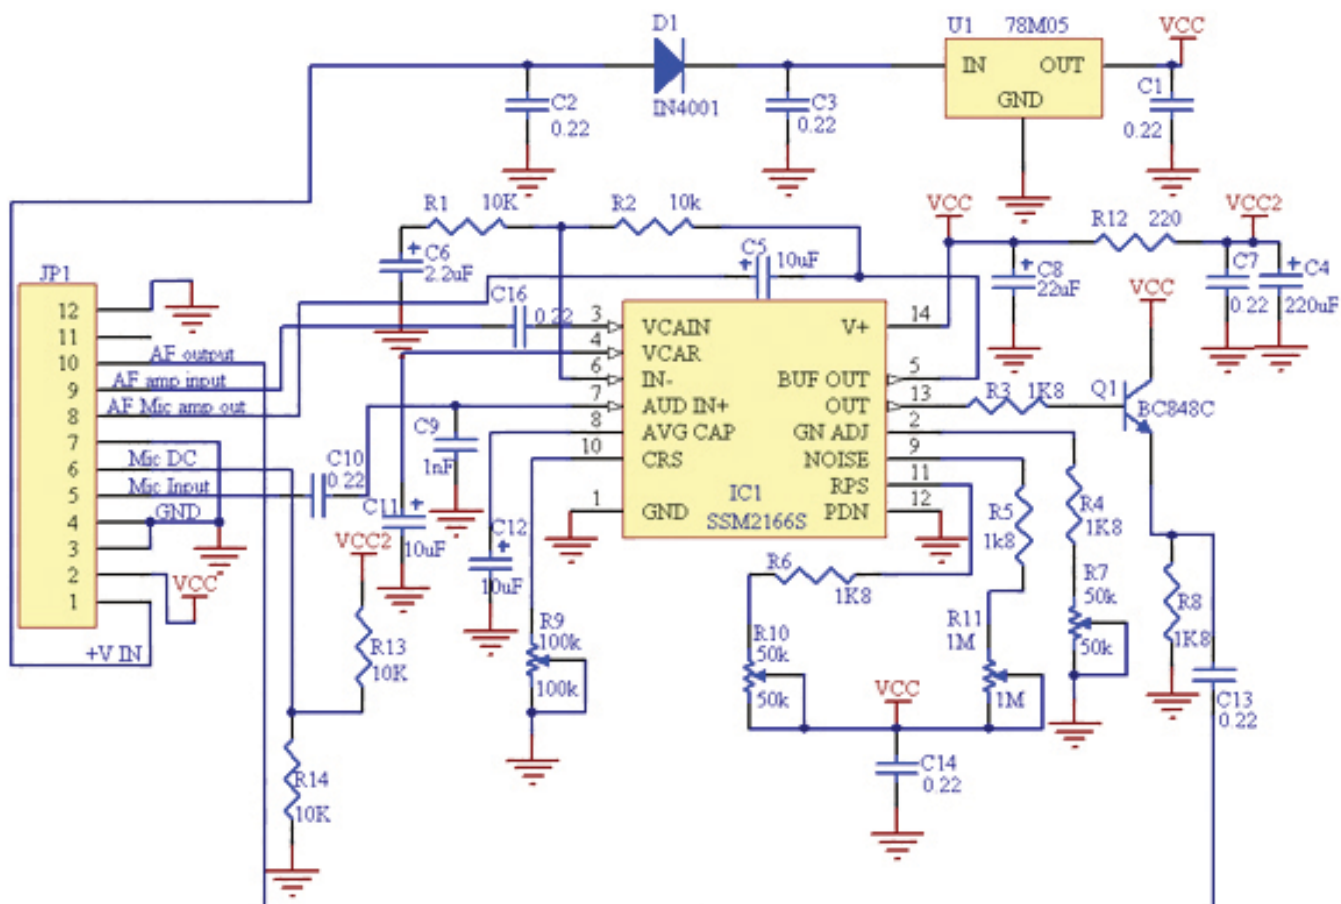 D1
IN4001
U1 78M05
IN OUT
GND
VCC
C2
0.22
C3
0.22
C1
0.22
R1 10K
R2 10k
VCC
R12 220
VCC2
C6
2.2uF
C5
10uF
C8
22uF
C7
0.22
C4
220uF
VCC
JP1
12
11
10
9
8
7
6
5
4
3
2
1
AF output
AF amp input
AF Mic amp out
Mic DC
Mic Input
GND
VCC
+V IN
C16
0.22
3 VCAIN
4 VCAR
6 IN-
7 AUD IN+
8 AVG CAP
10 CRS
1 GND
V+ 14
BUF OUT 5
OUT 13
GN ADJ 2
NOISE 9
RPS 11
PDN 12
IC1
SSM2166S
R3 1K8
Q1
BC848C
C9
1nF
C10
0.22
C11
10uF
C12
10uF
VCC2
R13
10K
R14
10K
R9
100k
100k
R6
1K8
R10
50k
50k
R5
1k8
R11
1M
1M
R4
1K8
R7
50k
50k
R8
1K8
C13
0.22
VCC
C14
0.22